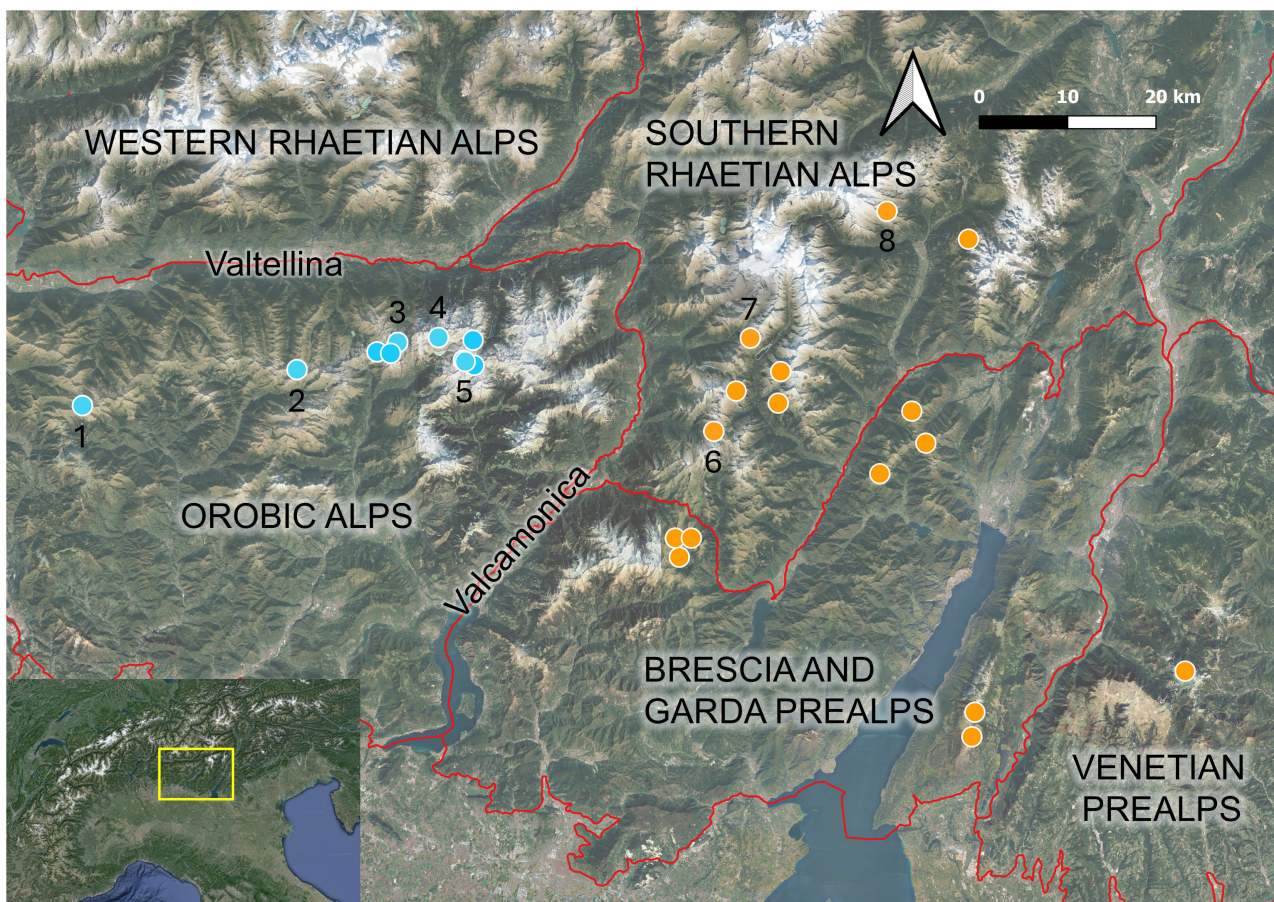 0 10 20 km
WESTERN RHAETIAN ALPS
SOUTHERN
RHAETIAN ALPS
8
Valtellina
3
4
7
2
5
1
6
OROBIC ALPS
Valcamonica
BRESCIA AND
GARDA PREALPS
VENETIAN
PREALPS